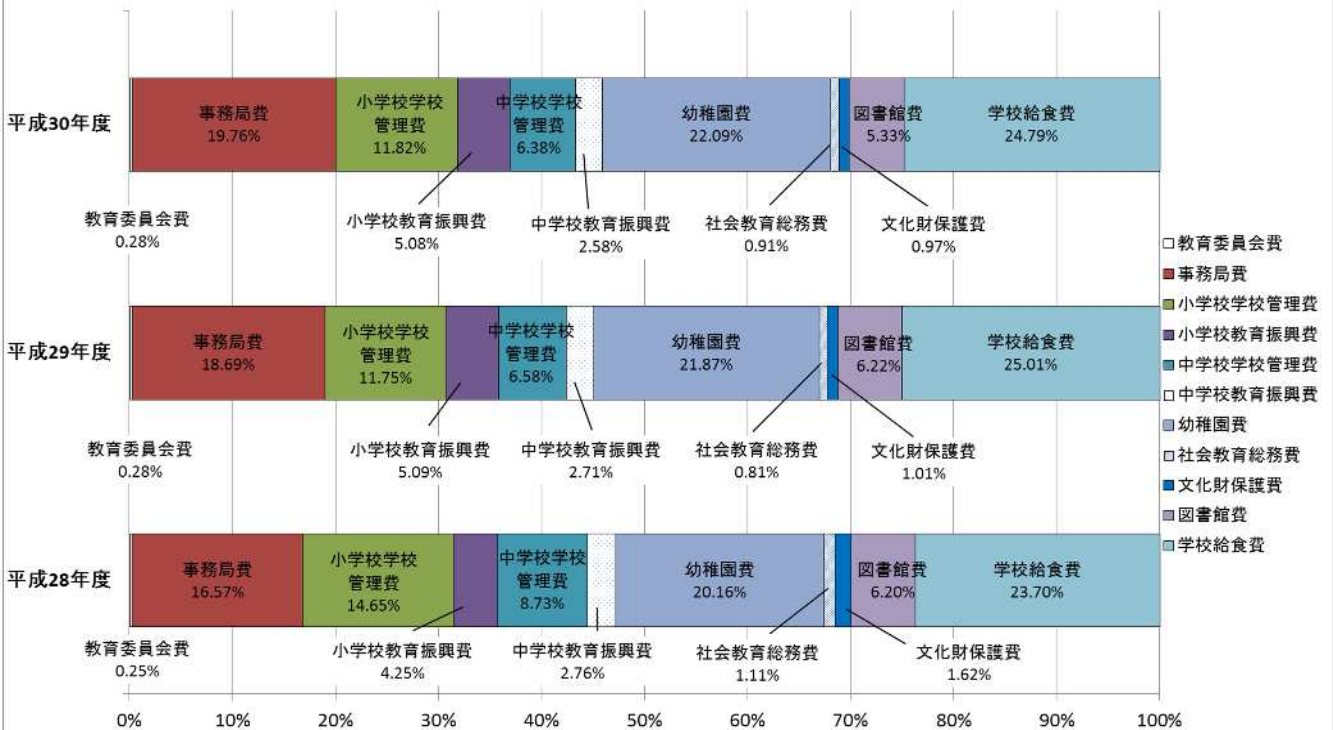 平成30年度
事務局費
19.76%
小学校学校
管理費
11.82%
中学校学校
管理費
6.38%
幼稚園費
22.09%
図書館費
5.33%
学校給食費
24.79%
教育委員会費
0.28%
小学校教育振興費
5.08%
中学校教育振興費
2.58%
社会教育総務費
0.91%
文化財保護費
0.97%
平成29年度
事務局費
18.69%
小学校学校
管理費
11.75%
中学校学校
管理費
6.58%
幼稚園費
21.87%
図書館費
6.22%
学校給食費
25.01%
教育委員会費
0.28%
小学校教育振興費
5.09%
中学校教育振興費
2.71%
社会教育総務費
0.81%
文化財保護費
1.01%
平成28年度
事務局費
16.57%
小学校学校
管理費
14.65%
中学校学校
管理費
8.73%
幼稚園費
20.16%
図書館費
6.20%
学校給食費
23.70%
教育委員会費
0.25%
小学校教育振興費
4.25%
中学校教育振興費
2.76%
社会教育総務費
1.11%
文化財保護費
1.62%
0%
10%
20%
30%
40%
50%
60%
70%
80%
90%
100%
教育委員会費
事務局費
小学校学校管理費
小学校教育振興費
中学校学校管理費
中学校教育振興費
幼稚園費
社会教育総務費
文化財保護費
図書館費
学校給食費